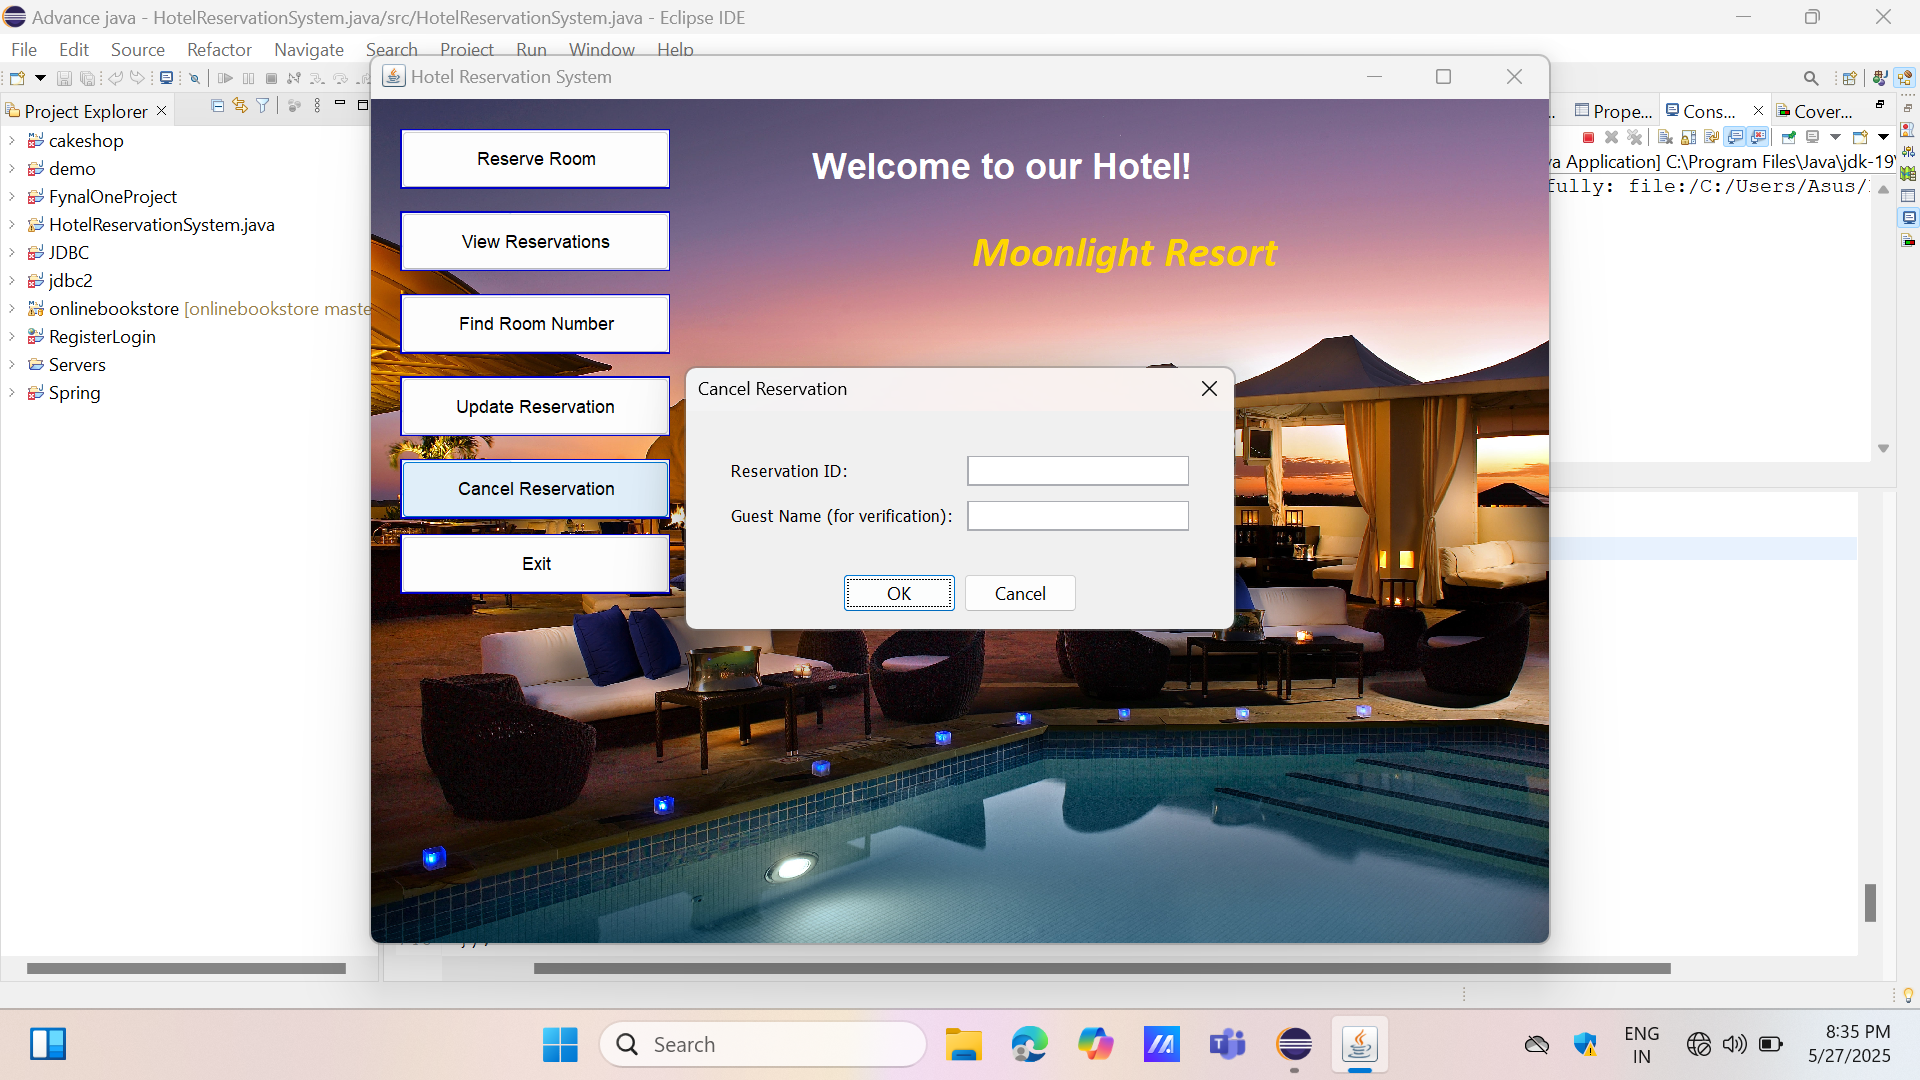 Advance java - HotelReservationSystem.java/src/HotelReservationSystem.java - Eclipse IDE
File Edit Source Refactor Navigate Search Project Run Window Help
Hotel Reservation System
Project Explorer
Prope... Cons... Cover...
cakeshop
demo
FynalOneProject
HotelReservationSystem.java
JDBC
jdbc2
onlinebookstore [onlinebookstore maste
RegisterLogin
Servers
Spring
a Application] C:\Program Files\Java\jdk-19\
fully: file:/C:/Users/Asus/
Reserve Room
View Reservations
Find Room Number
Update Reservation
Cancel Reservation
Exit
Welcome to our Hotel!
Moonlight Resort
Cancel Reservation
Reservation ID:
Guest Name (for verification):
OK Cancel
Search
ENG
IN
8:35 PM
5/27/2025